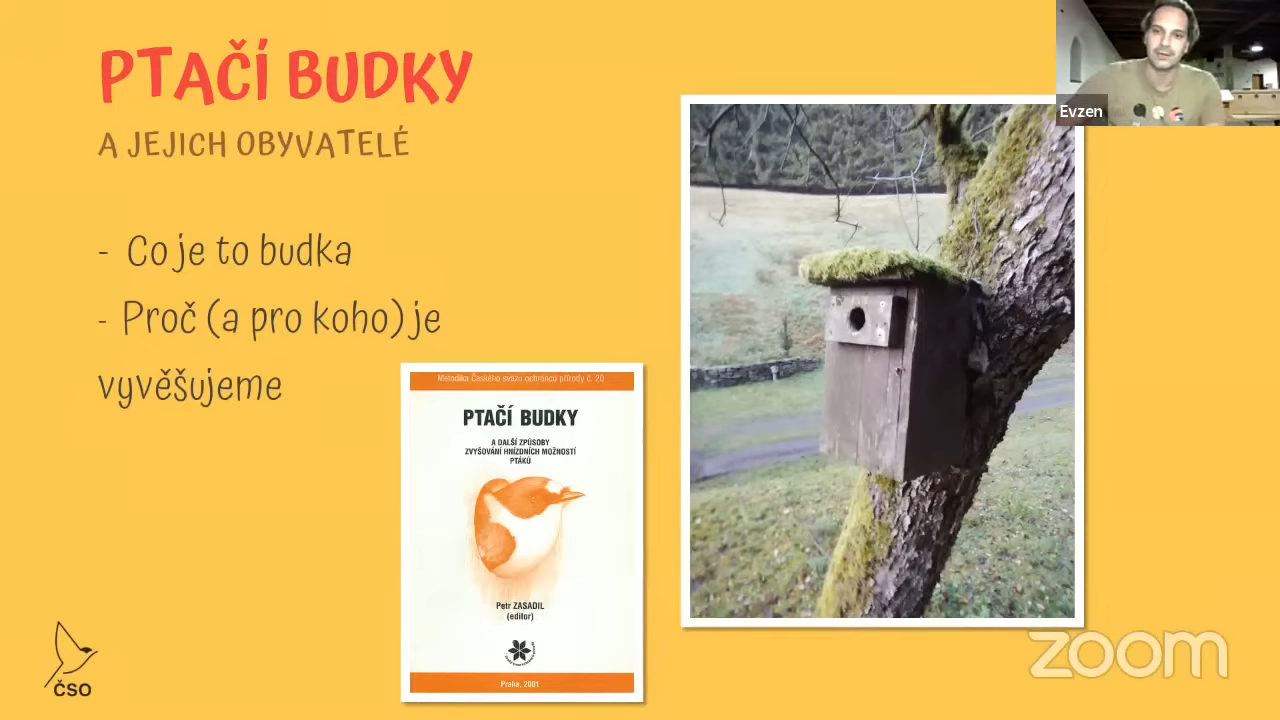 PTAČÍ BUDKY
A JEJICH OBYVATELÉ
- Co je to budka
- Proč (a pro koho) je
vyvěšujeme
Metodika Českého svazu ochránců přírody č. 20
PTAČÍ BUDKY
A DALŠÍ ZPŮSOBY
ZVYŠOVÁNÍ HNÍZDNÍCH MOŽNOSTÍ
PTÁKŮ
Petr ZASADIL
(editor)
Praha, 2001
ČSO
Evzen
zoom